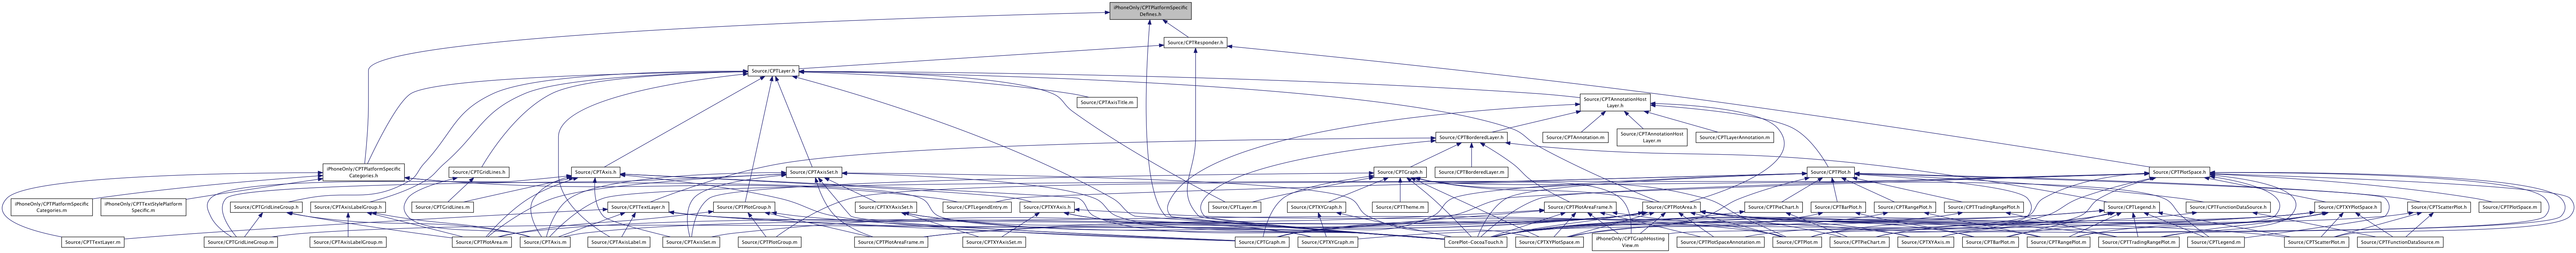 iPhoneOnly/CPTPlatformSpecific
Defines.h
Source/CPTResponder.h
Source/CPTLayer.h
Source/CPTAxisTitle.m
Source/CPTAnnotationHost
Layer.h
Source/CPTBorderedLayer.h
Source/CPTAnnotation.m
Source/CPTAnnotationHost
Layer.m
Source/CPTLayerAnnotation.m
iPhoneOnly/CPTPlatformSpecific
Categories.h
Source/CPTGridLines.h
Source/CPTAxis.h
Source/CPTAxisSet.h
Source/CPTGraph.h
Source/CPTBorderedLayer.m
Source/CPTPlot.h
Source/CPTPlotSpace.h
iPhoneOnly/CPTPlatformSpecific
Categories.m
iPhoneOnly/CPTTextStylePlatform
Specific.m
Source/CPTGridLineGroup.h
Source/CPTAxisLabelGroup.h
Source/CPTGridLines.m
Source/CPTTextLayer.h
Source/CPTPlotGroup.h
Source/CPTXYAxisSet.h
Source/CPTLegendEntry.m
Source/CPTXYAxis.h
Source/CPTLayer.m
Source/CPTXYGraph.h
Source/CPTTheme.m
Source/CPTPlotAreaFrame.h
Source/CPTPlotArea.h
Source/CPTPieChart.h
Source/CPTBarPlot.h
Source/CPTRangePlot.h
Source/CPTTradingRangePlot.h
Source/CPTLegend.h
Source/CPTFunctionDataSource.h
Source/CPTXYPlotSpace.h
Source/CPTScatterPlot.h
Source/CPTPlotSpace.m
Source/CPTTextLayer.m
Source/CPTGridLineGroup.m
Source/CPTAxisLabelGroup.m
Source/CPTPlotArea.m
Source/CPTAxis.m
Source/CPTAxisLabel.m
Source/CPTAxisSet.m
Source/CPTPlotGroup.m
Source/CPTPlotAreaFrame.m
Source/CPTXYAxisSet.m
Source/CPTGraph.m
Source/CPTXYGraph.m
CorePlot-CocoaTouch.h
Source/CPTXYPlotSpace.m
iPhoneOnly/CPTGraphHosting
View.m
Source/CPTPlotSpaceAnnotation.m
Source/CPTPlot.m
Source/CPTPieChart.m
Source/CPTXYAxis.m
Source/CPTBarPlot.m
Source/CPTRangePlot.m
Source/CPTTradingRangePlot.m
Source/CPTLegend.m
Source/CPTScatterPlot.m
Source/CPTFunctionDataSource.m